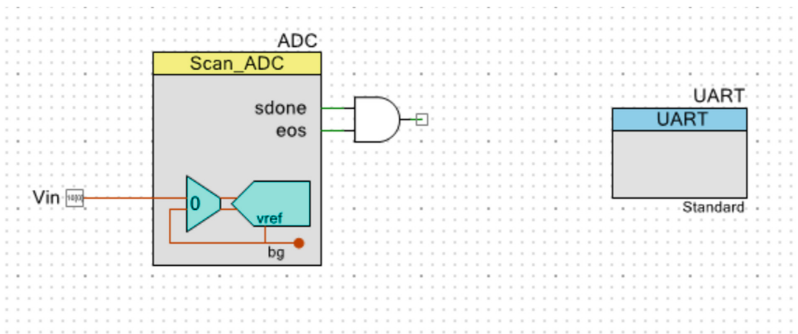 ADC
Scan_ADC
sdone
eos
Vin
0
vref
bg
UART
UART
Standard